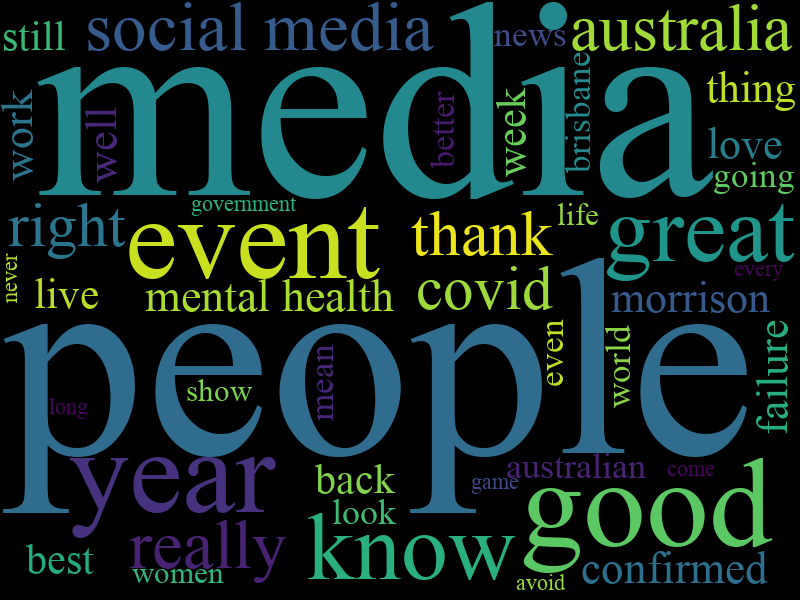 still
social media
news
australia
media
thing
work
well
better
week
brisbane
love
going
government
right
event
thank
life
great
every
never
live
mental health
covid
morrison
people
even
world
failure
mean
show
long
year
back
australian
come
game
look
good
really
know
best
women
avoid
confirmed